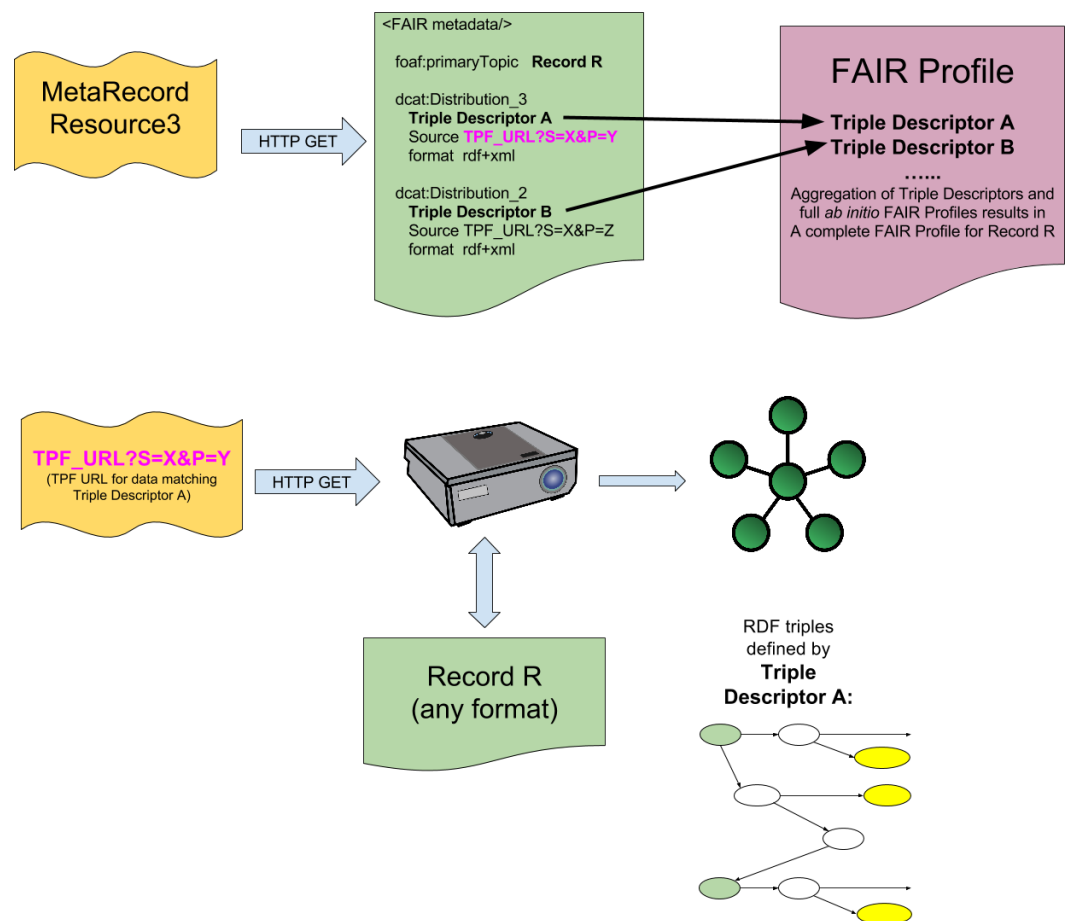 MetaRecord
Resource3
HTTP GET
<FAIR metadata/>
foaf:primaryTopic Record R
dcat:Distribution_3
Triple Descriptor A
Source TPF_URL?S=X&P=Y
format rdf+xml
dcat:Distribution_2
Triple Descriptor B
Source TPF_URL?S=X&P=Z
format rdf+xml
FAIR Profile
Triple Descriptor A
Triple Descriptor B
......
Aggregation of Triple Descriptors and
full ab initio FAIR Profiles results in
A complete FAIR Profile for Record R
TPF_URL?S=X&P=Y
(TPF URL for data matching
Triple Descriptor A)
HTTP GET
Record R
(any format)
RDF triples
defined by
Triple
Descriptor A: